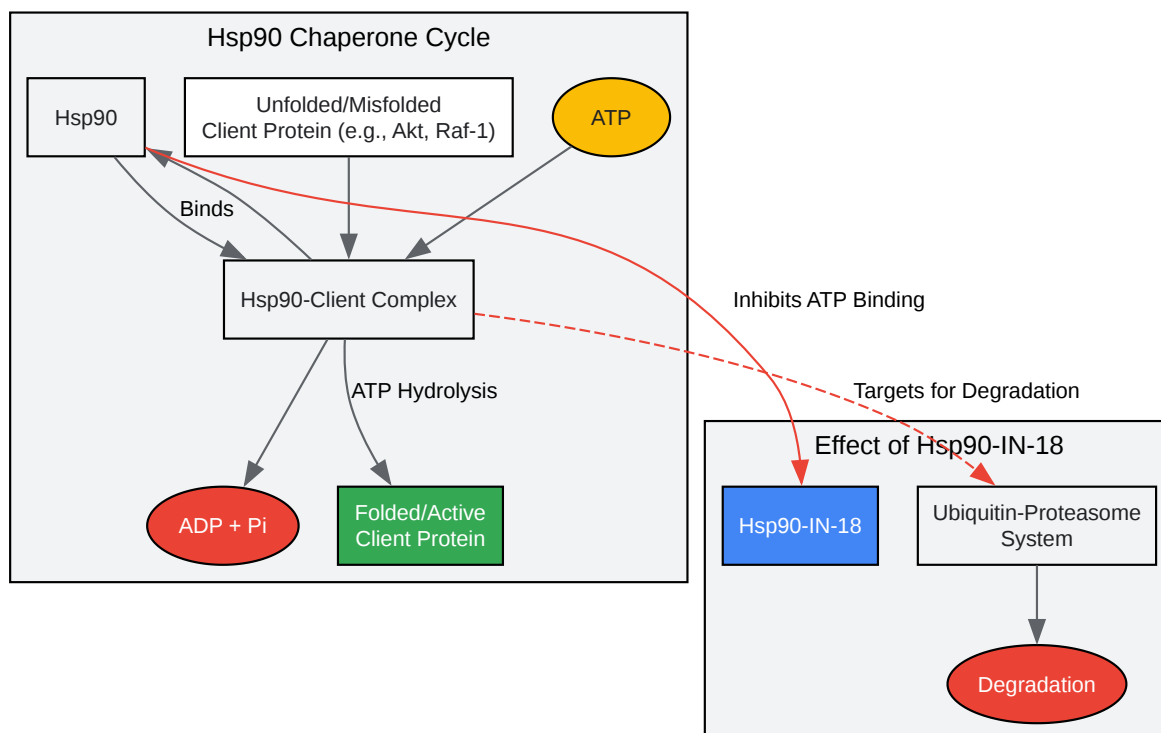 Hsp90 Chaperone Cycle
Hsp90
Unfolded/Misfolded
Client Protein (e.g., Akt, Raf-1)
ATP
Binds
Hsp90-Client Complex
Inhibits ATP Binding
ATP Hydrolysis
Targets for Degradation
Effect of Hsp90-IN-18
ADP + Pi
Folded/Active
Client Protein
Hsp90-IN-18
Ubiquitin-Proteasome
System
Degradation